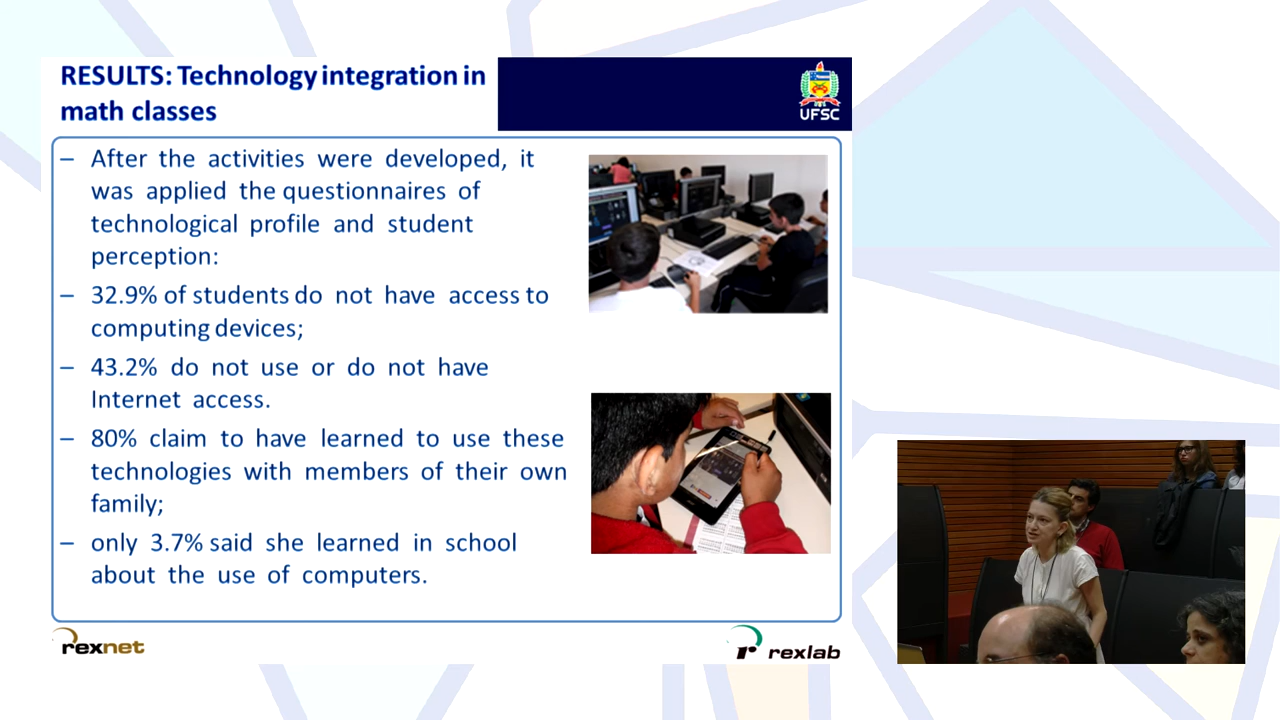 RESULTS: Technology integration in
math classes
UFSC
– After the activities were developed, it
was applied the questionnaires of
technological profile and student
perception:
– 32.9% of students do not have access to
computing devices;
– 43.2% do not use or do not have
Internet access.
– 80% claim to have learned to use these
technologies with members of their own
family;
– only 3.7% said she learned in school
about the use of computers.
rexnet
r rexlab